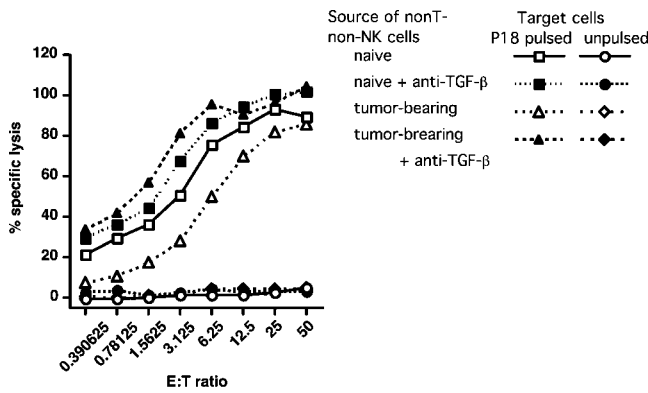 Source of nonT-
non-NK cells
Target cells
P18 pulsed unpulsed
naive
naive + anti-TGF-β
tumor-bearing
tumor-brearing
+ anti-TGF-β
% specific lysis
120
100
80
60
40
20
0
0.390625
0.78125
1.5625
3.125
6.25
12.5
25
50
E:T ratio